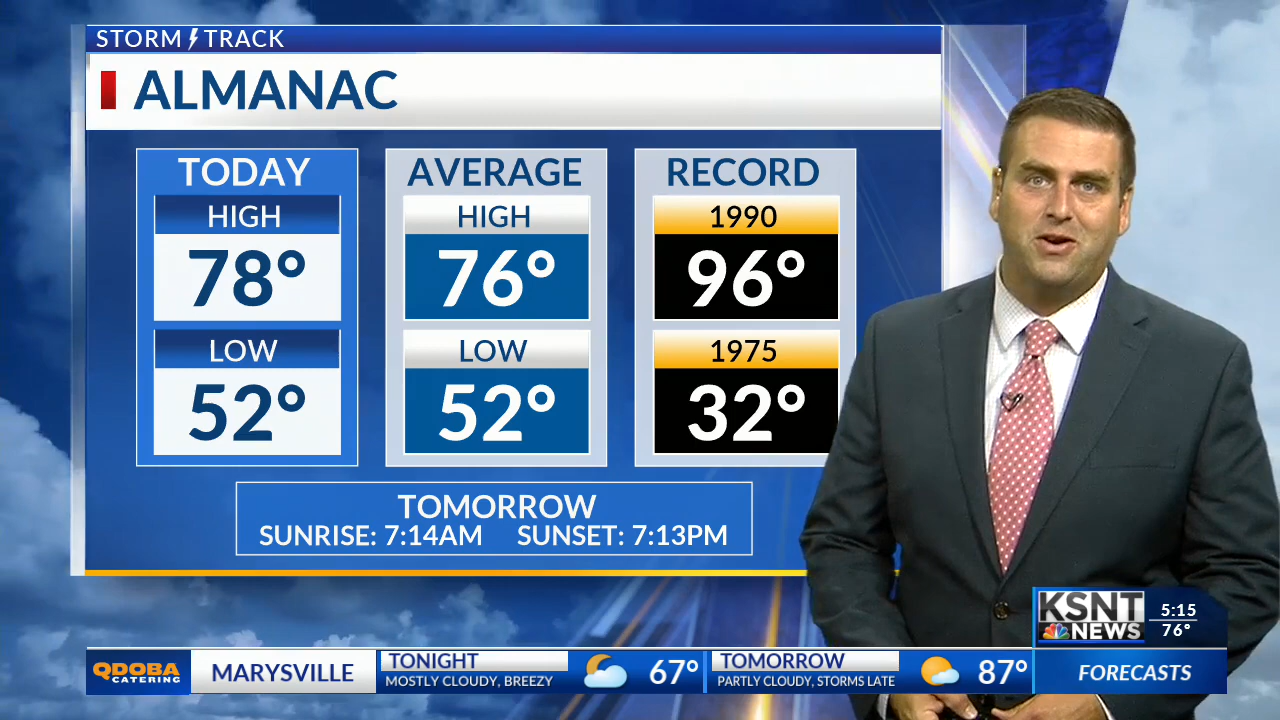 STORM TRACK
ALMANAC
TODAY
HIGH
78°
LOW
52°
AVERAGE
HIGH
76°
LOW
52°
RECORD
1990
96°
1975
32°
TOMORROW
SUNRISE: 7:14AM SUNSET: 7:13PM
KSNT
NEWS
5:15
76°
QDOBA
CATERING
MARYSVILLE
TONIGHT
MOSTLY CLOUDY, BREEZY
67°
TOMORROW
PARTLY CLOUDY, STORMS LATE
87°
FORECASTS